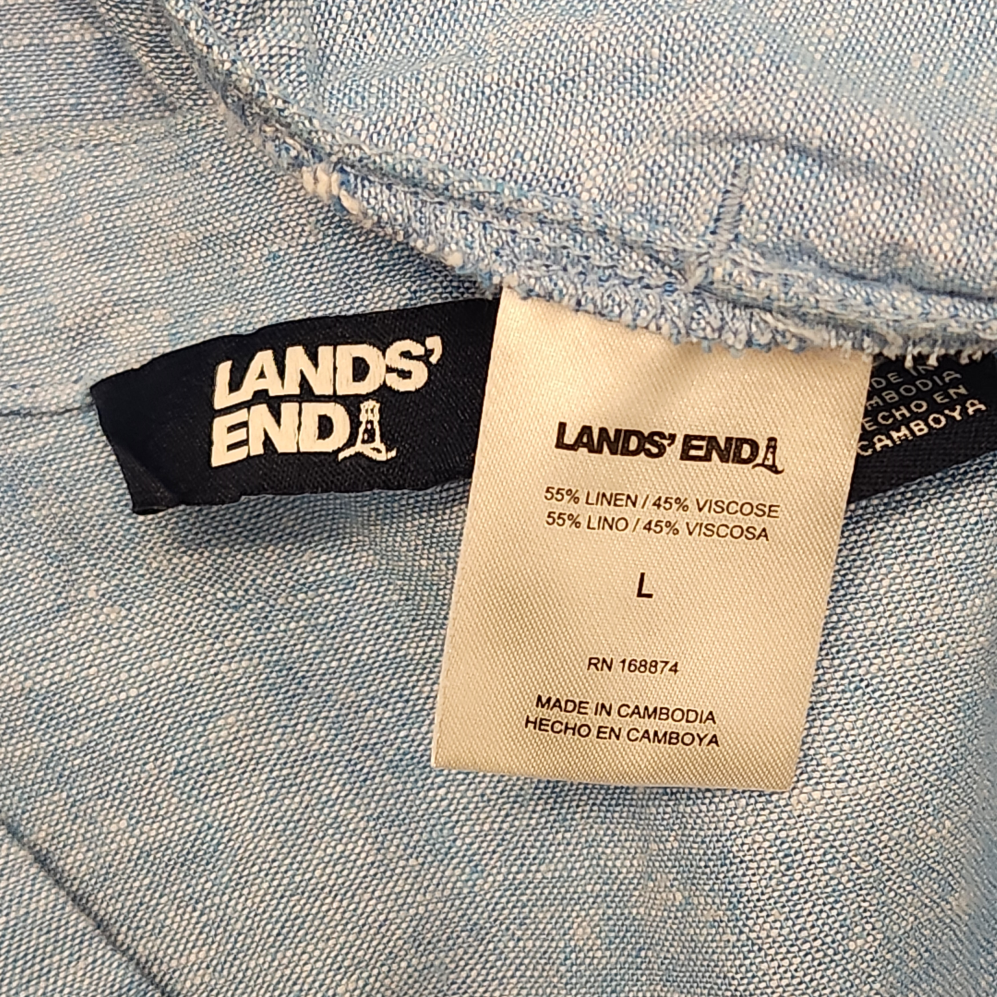 LANDS'
END
LANDS' END
55% LINEN / 45% VISCOSE
55% LINO / 45% VISCOSA
L
RN 168874
MADE IN CAMBODIA
HECHO EN CAMBOYA
EN
CAMBOYA